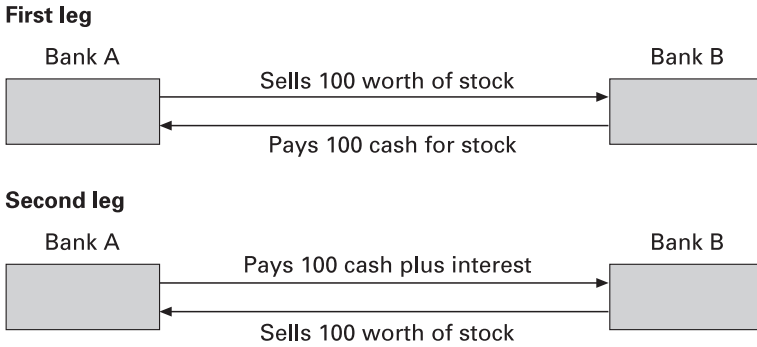 First leg
Bank A
Bank B
Sells 100 worth of stock
Pays 100 cash for stock
Second leg
Bank A
Bank B
Pays 100 cash plus interest
Sells 100 worth of stock